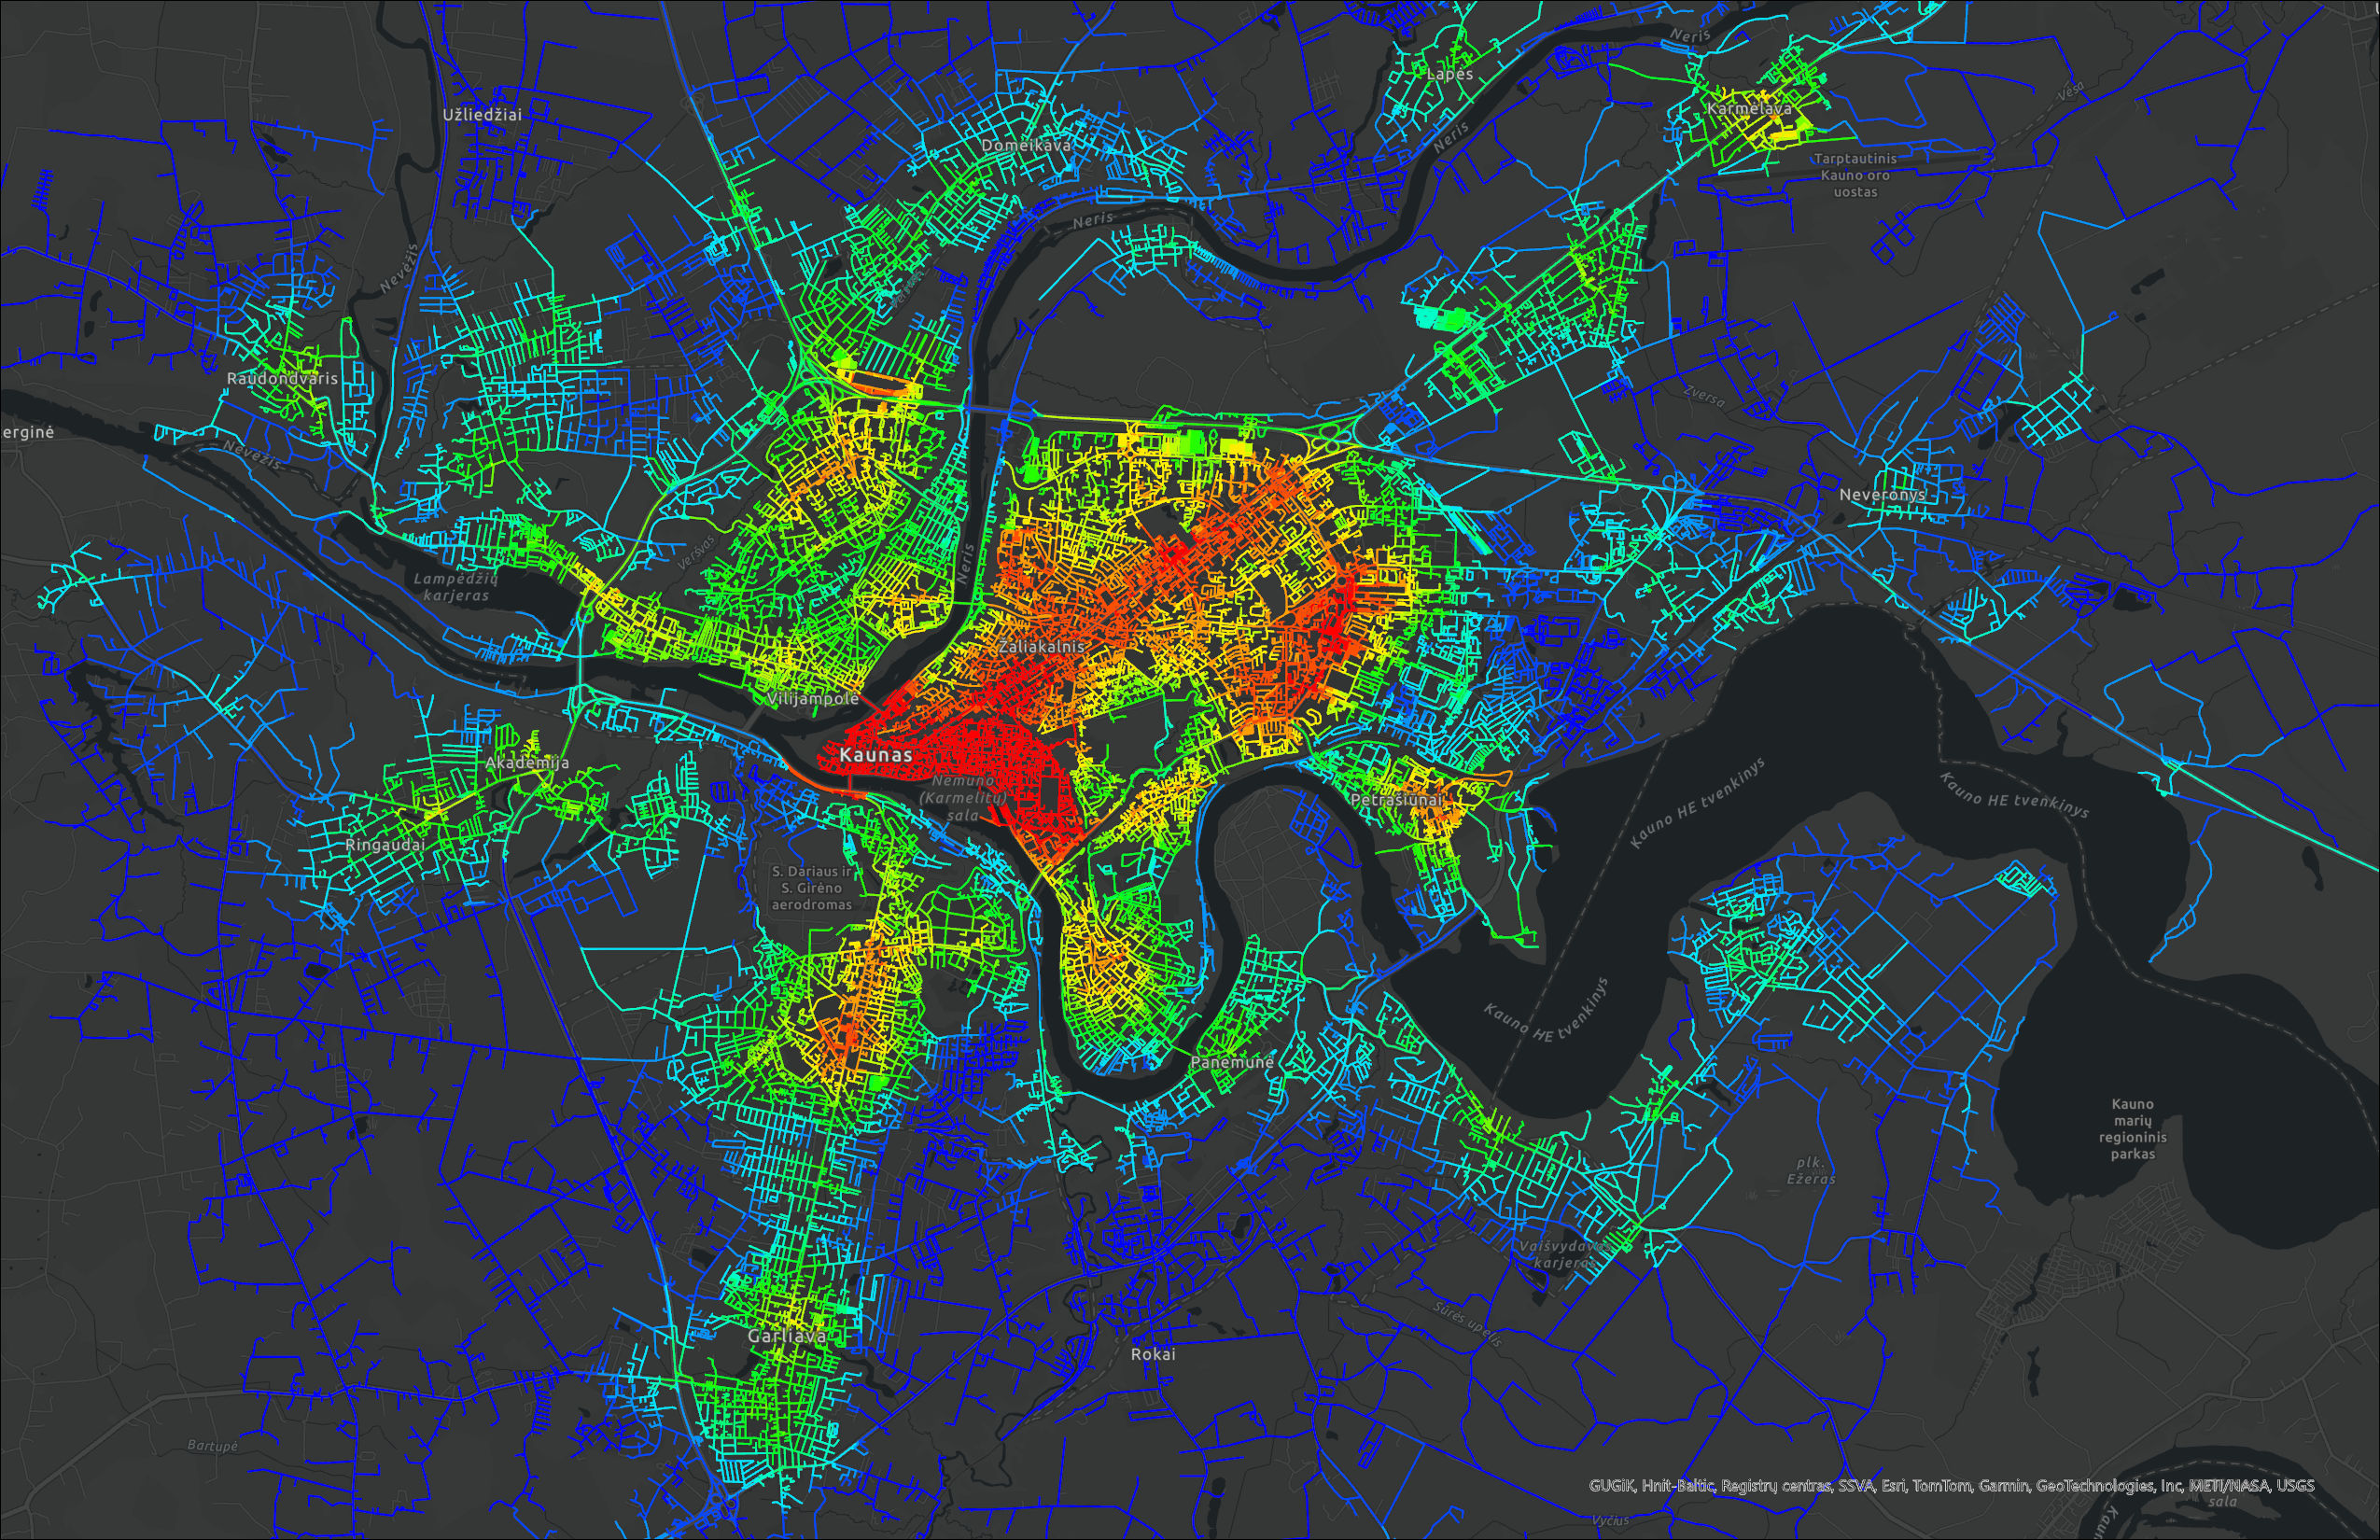 Neris
Lapės
Karmėlava
Vėsa
Užliedžiai
Neris
Domeikava
Tarptautinis
Kauno oro
uostas
Neris
Nevėžis
Raudondvaris
Zversa
erginė
Nevėžis
Neveronys
Neris
Veršvas
Lampėdžių
karjeras
Žaliakalnis
Vilijampolė
Kaunas
Akademija
Nemuno
(Karmelitų)
sala
Kauno HE tvenkinys
Kauno HE tvenkinys
Petrašiūnai
Ringaudai
S. Dariaus ir
S. Girėno
aerodromas
Kauno HE tvenkinys
Panemunė
Kauno
marių
regioninis
parkas
plk.
Ežeras
Vaišvydavos
karjeras
Sūrės upelis
Garliava
Rokai
Bartupė
GUGiK, Hnit-Baltic, Registrų centras, SSVA, Esri, TomTom, Garmin, GeoTechnologies, Inc, METI/NASA, USGS
sala
Vyčius